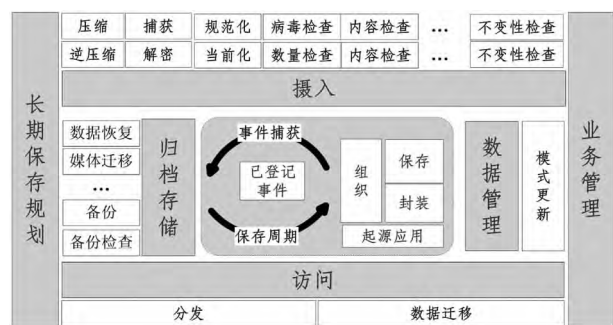 压缩 捕获 规范化 病毒检查 内容检查 … 不变性检查
逆压缩 解密 当前化 数量检查 内容检查 … 不变性检查
摄入
长期保存规划
数据恢复
媒体迁移
…
备份
备份检查
归档存储
事件捕获
已登记
事件
保存周期
组织
保存
封装
起源应用
数据管理
模式更新
业务管理
访问
分发 数据迁移